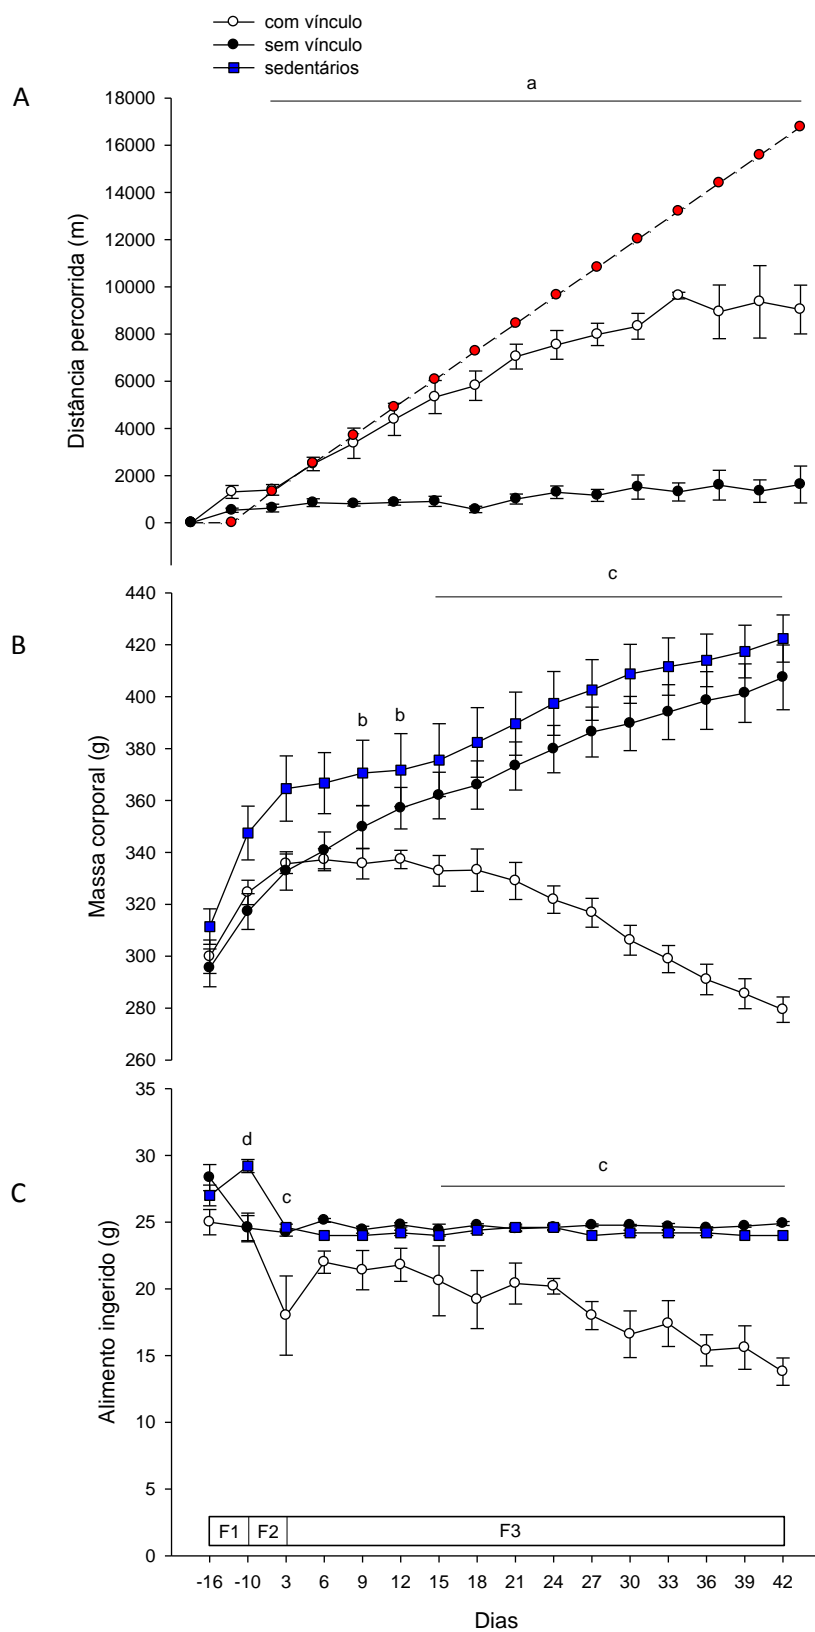 com vínculo
sem vínculo
sedentários
A
a
18000
16000
14000
12000
10000
8000
6000
4000
2000
0
Distância percorrida (m)
B
c
b
b
440
420
400
380
360
340
320
300
280
260
Massa corporal (g)
C
d
c
c
35
30
25
20
15
10
5
0
Alimento ingerido (g)
F1 F2 F3
-16 -10 3 6 9 12 15 18 21 24 27 30 33 36 39 42
Dias